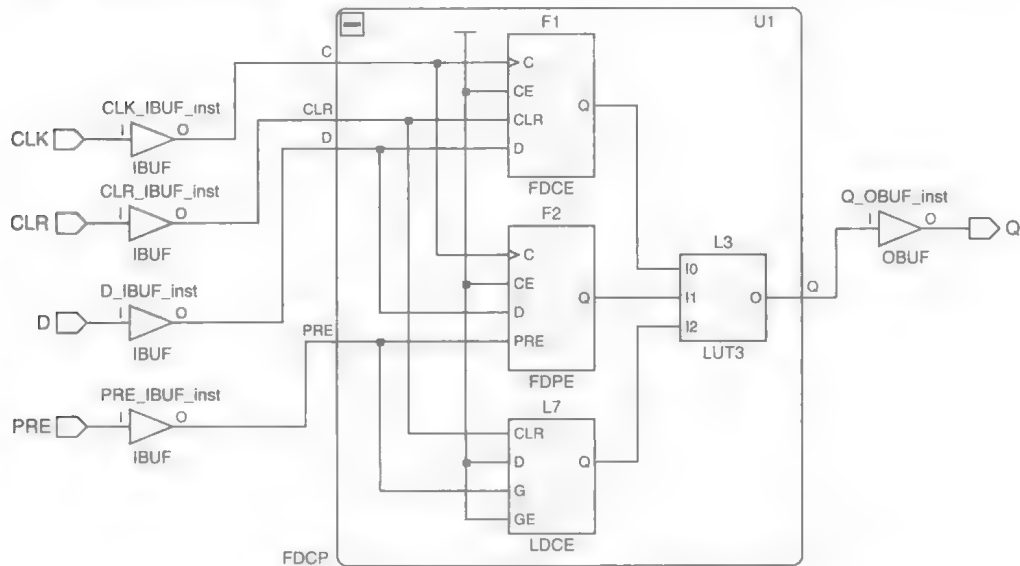 F1
U1
C
CLK_IBUF_inst
I
O
CLK
IBUF
C
CE
CLR
D
Q
FDCE
CLR
D
CLR_IBUF_inst
I
O
CLR
IBUF
F2
C
CE
D
PRE
Q
FDPE
D_IBUF_inst
I
O
D
IBUF
PRE
L3
I0
I1
I2
O
LUT3
Q
Q_OBUF_inst
I
O
Q
OBUF
PRE_IBUF_inst
I
O
PRE
IBUF
L7
CLR
D
G
GE
Q
LDCE
FDCP